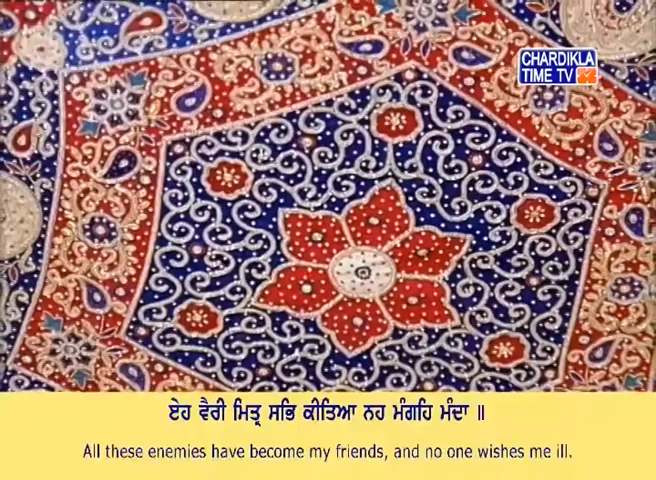 CHARDIKLA
TIME TV
ਏਹ ਵੈਰੀ ਮਿਤ੍ਰ ਸਭਿ ਕੀਤਿਆ ਨਹ ਮੰਗਹਿ ਮੰਦਾ ॥
All these enemies have become my friends, and no one wishes me ill.